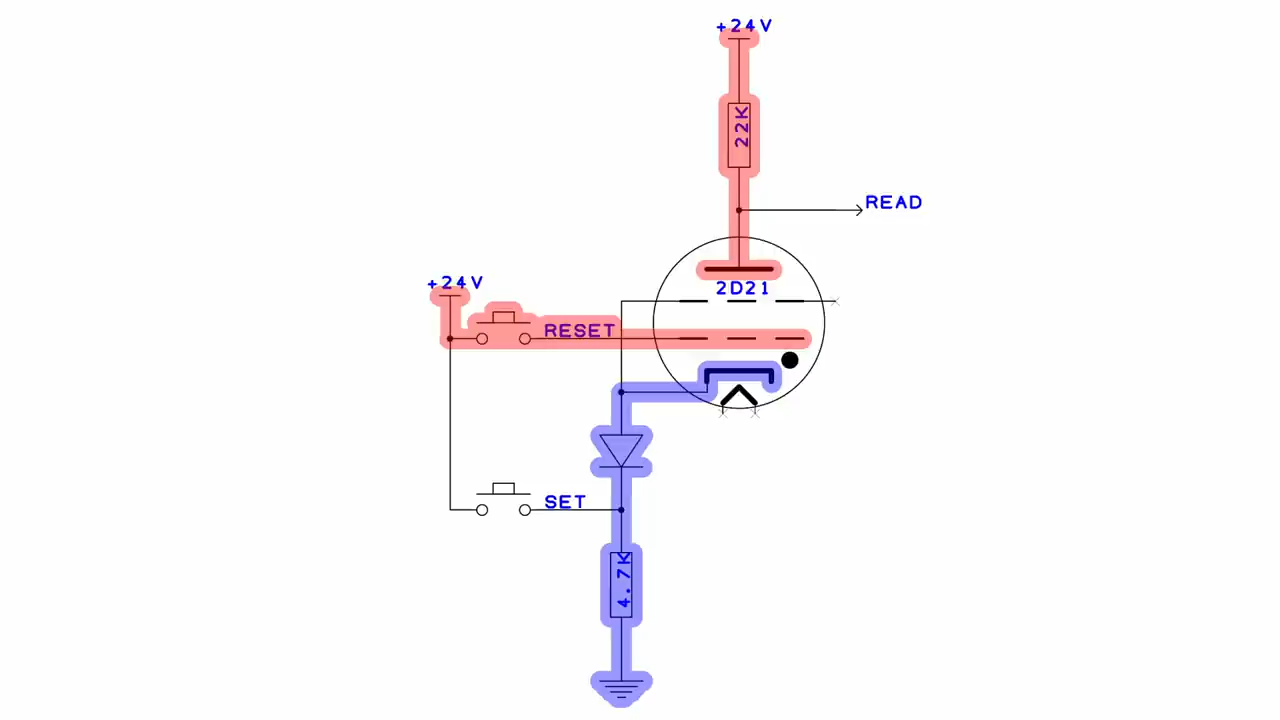 +24V
22K
READ
+24V
2D21
RESET
SET
4.7K